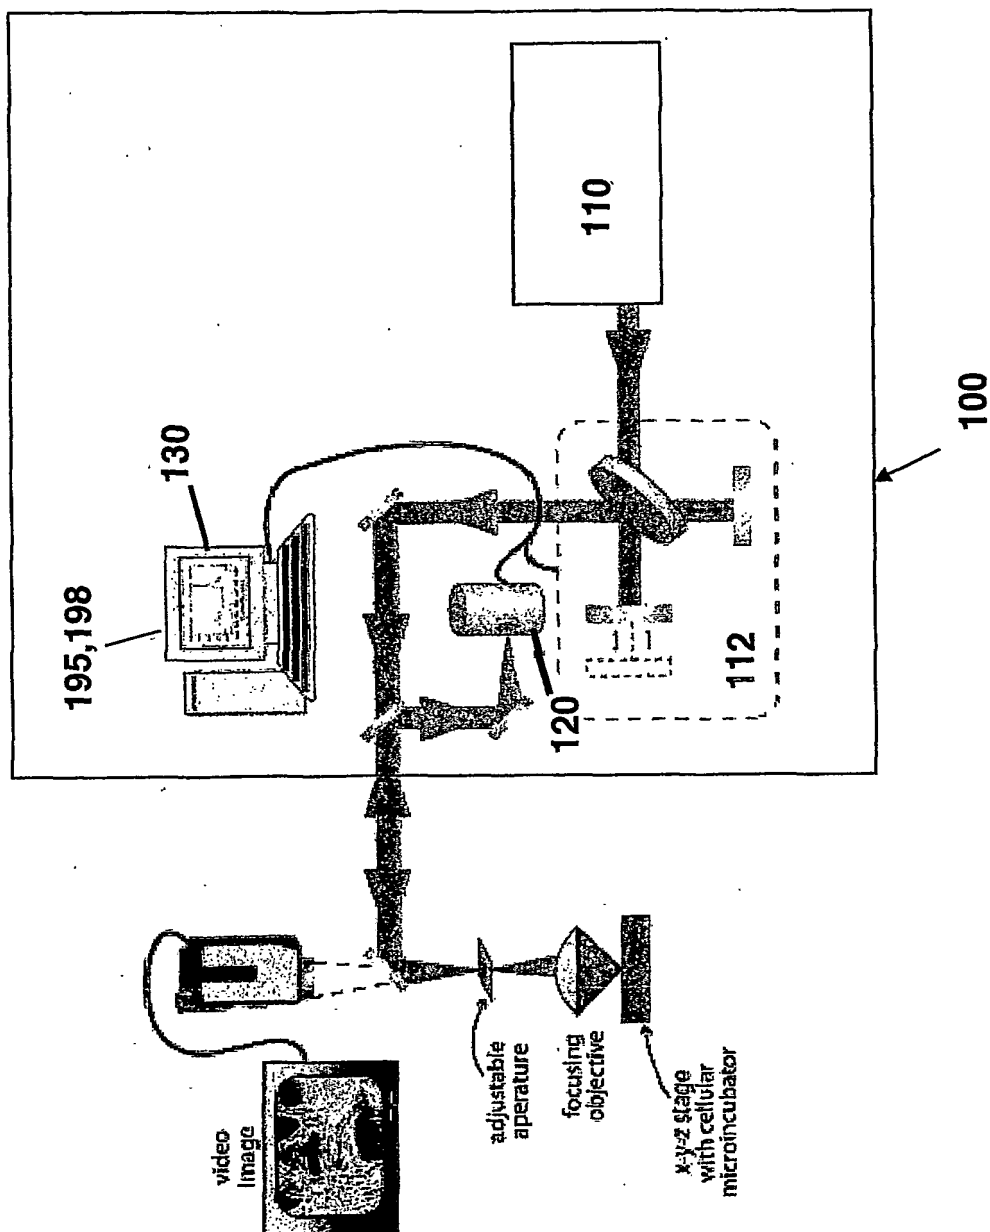 video
image
adjustable
aperature
focusing
objective
x-y-z stage
with cellular
microincubator
195,198
130
120
112
110
100